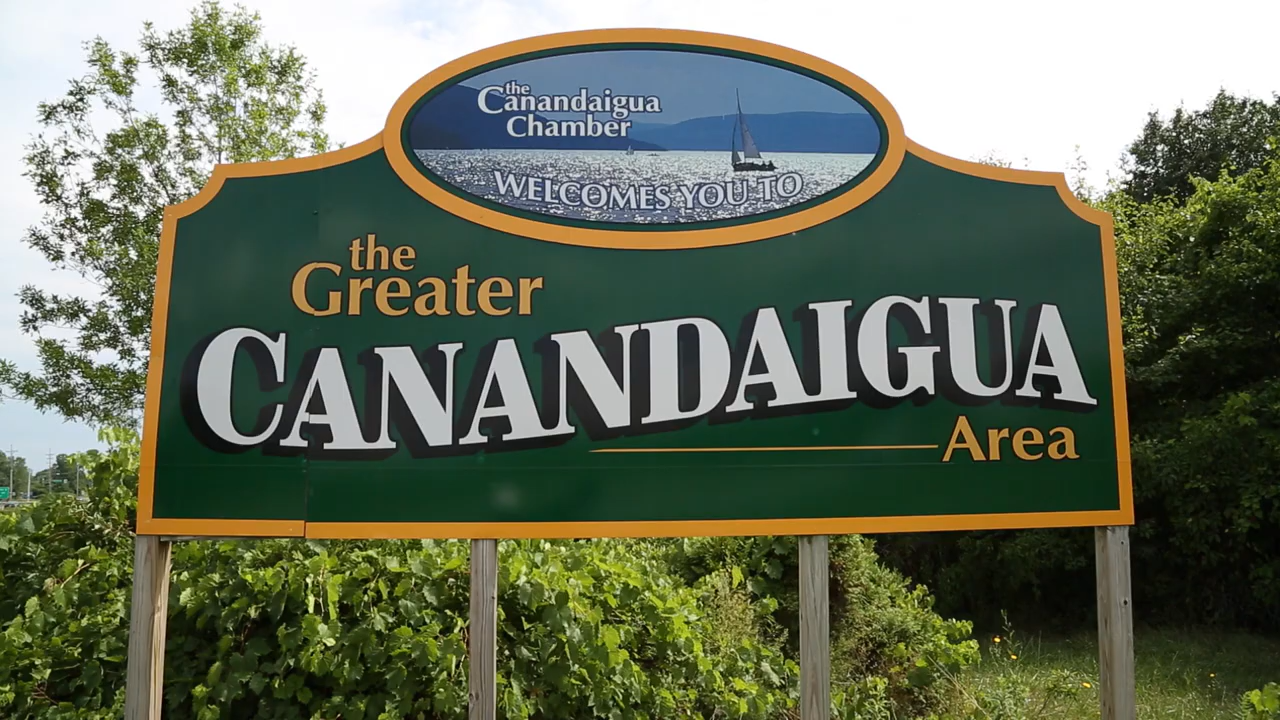 the
Canandaigua
Chamber
WELCOMES YOU TO
the
Greater
CANANDAIGUA
Area